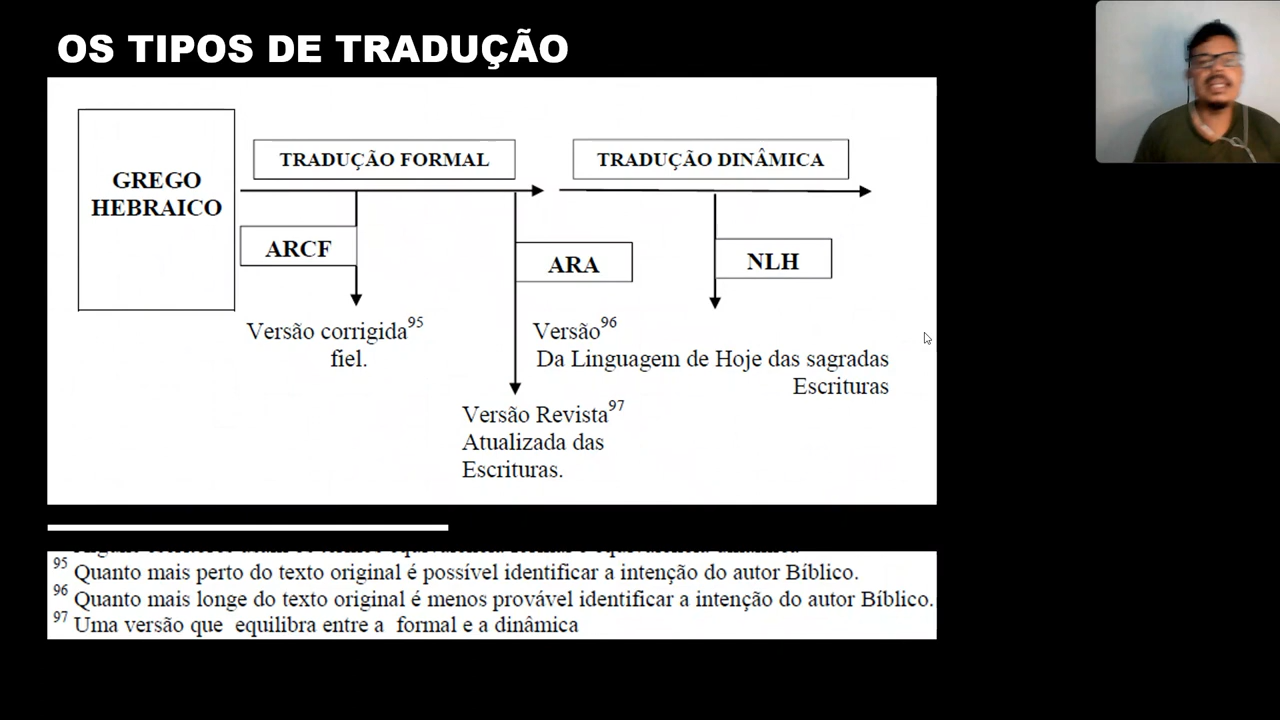 OS TIPOS DE TRADUÇÃO
GREGO
HEBRAICO
TRADUÇÃO FORMAL
TRADUÇÃO DINÂMICA
ARCF
ARA
NLH
Versão corrigida95
fiel.
Versão96
Da Linguagem de Hoje das sagradas
Escrituras
Versão Revista97
Atualizada das
Escrituras.
95 Quanto mais perto do texto original é possível identificar a intenção do autor Bíblico.
96 Quanto mais longe do texto original é menos provável identificar a intenção do autor Bíblico.
97 Uma versão que equilibra entre a formal e a dinâmica